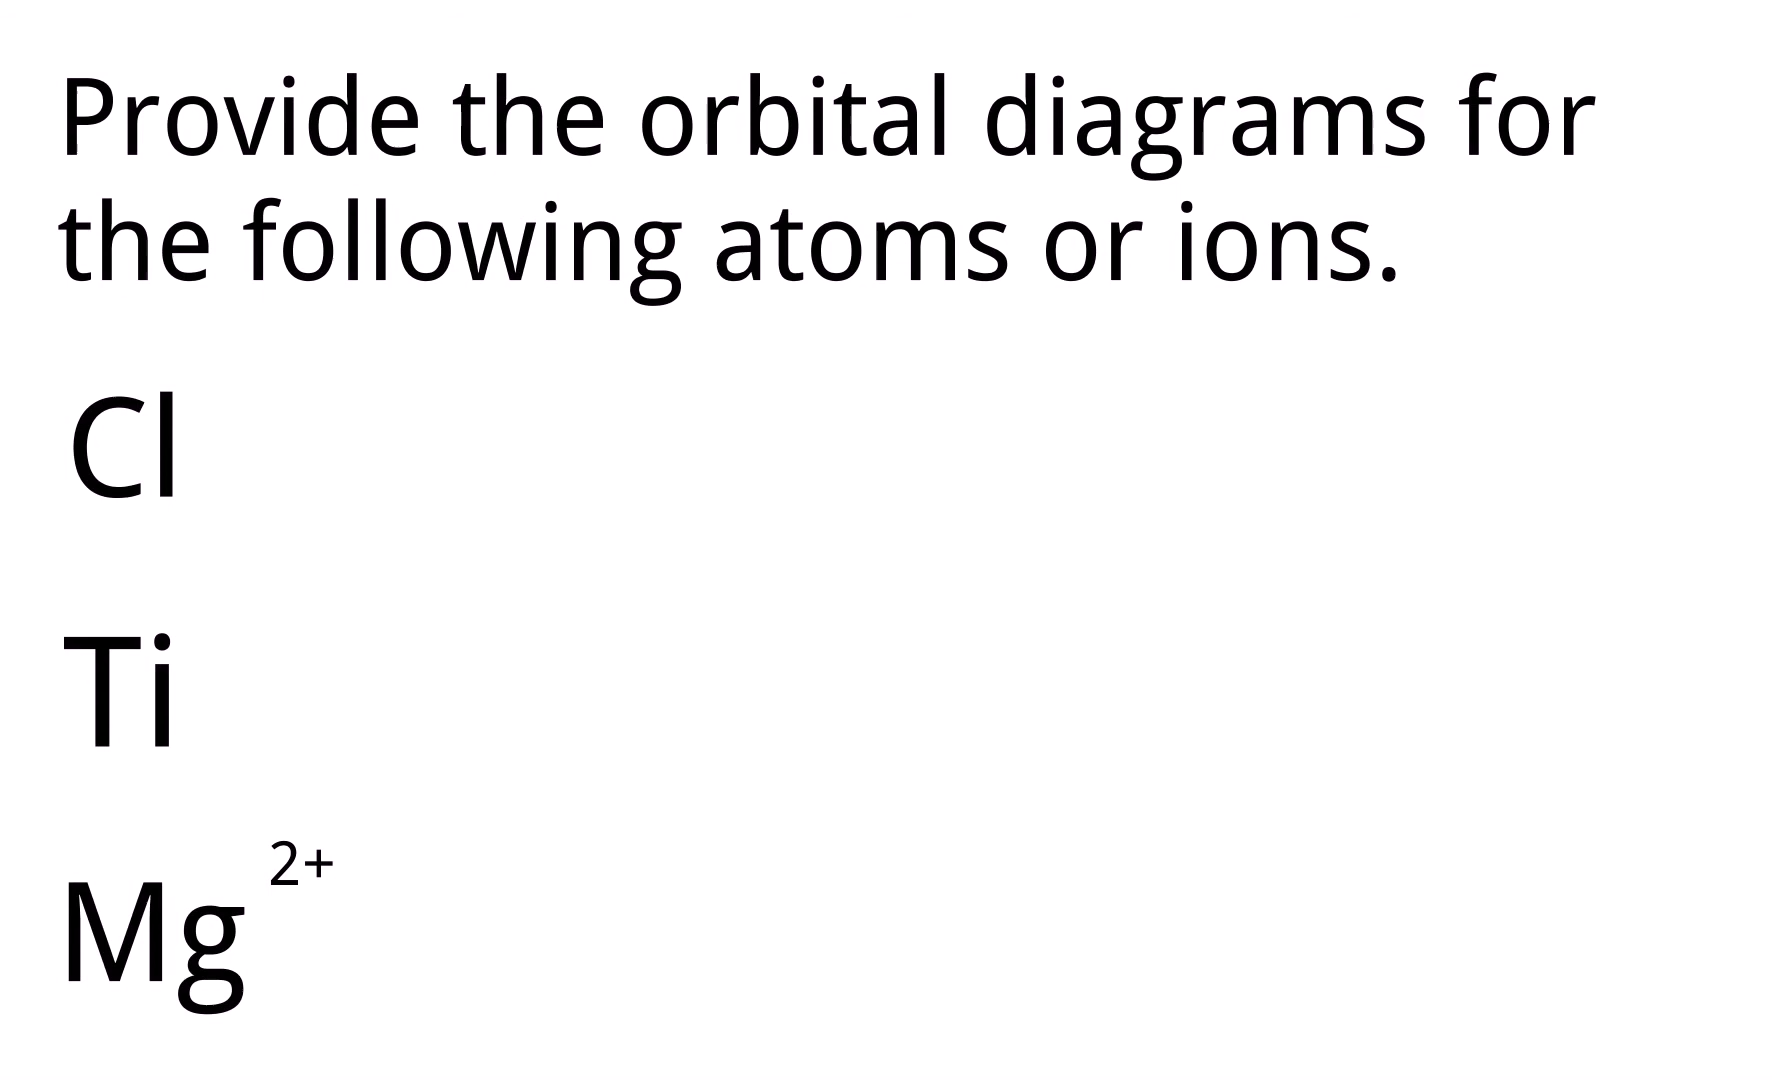 Provide the orbital diagrams for
the following atoms or ions.
Cl
Ti
Mg 2+